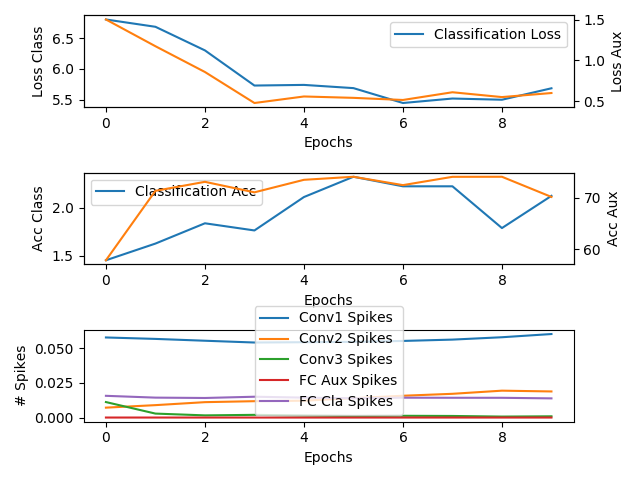 Loss Class
6.5
6.0
5.5
Classification Loss
1.5
1.0
0.5
Loss Aux
0 2 4 6 8
Epochs
Acc Class
2.0
1.5
Classification Acc
70
60
Acc Aux
0 2 4 6 8
Epochs
# Spikes
0.050
0.025
0.000
Conv1 Spikes
Conv2 Spikes
Conv3 Spikes
FC Aux Spikes
FC Cla Spikes
0 2 4 6 8
Epochs